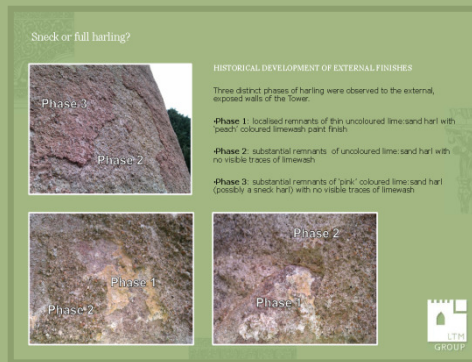 Sneck or full harling?
HISTORICAL DEVELOPMENT OF EXTERNAL FINISHES
Three distinct phases of harling were observed to the external,
exposed walls of the Tower.
•Phase 1: localised remnants of thin uncoloured lime:sand harl with
'peach' coloured limewash paint finish
•Phase 2: substantial remnants of uncoloured lime:sand harl with
no visible traces of limewash
•Phase 3: substantial remnants of 'pink' coloured lime:sand harl
(possibly a sneck harl) with no visible traces of limewash
Phase 3
Phase 2
Phase 1
Phase 2
Phase 2
Phase 1
LTM
GROUP